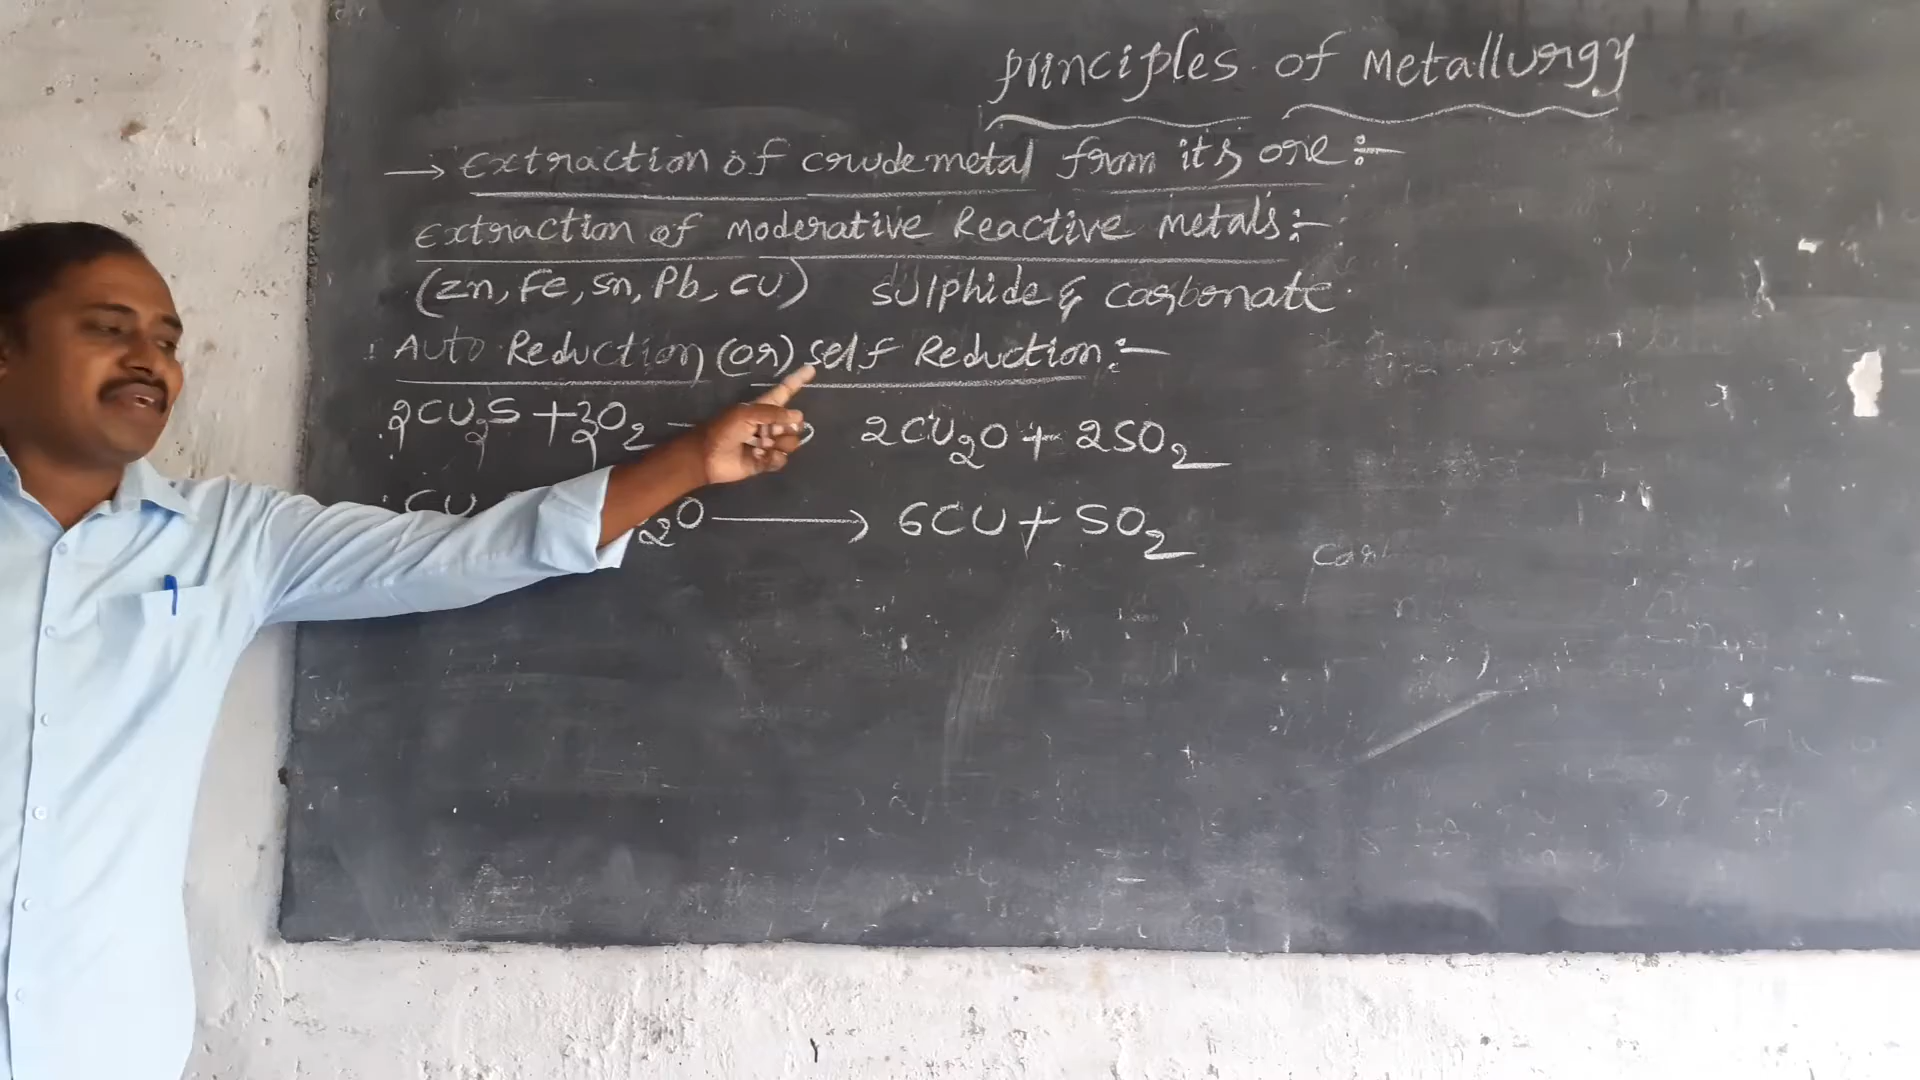 principles of Metallurgy
→ Extraction of crude metal from its ore :-
Extraction of moderative Reactive metals :-
(Zn, Fe, Sn, Pb, Cu) sulphide & Carbonate.
Auto Reduction (or) self Reduction :-
2Cu₂S + 3O₂ → 2Cu₂O + 2SO₂
Cu ₂O → 6Cu + SO₂